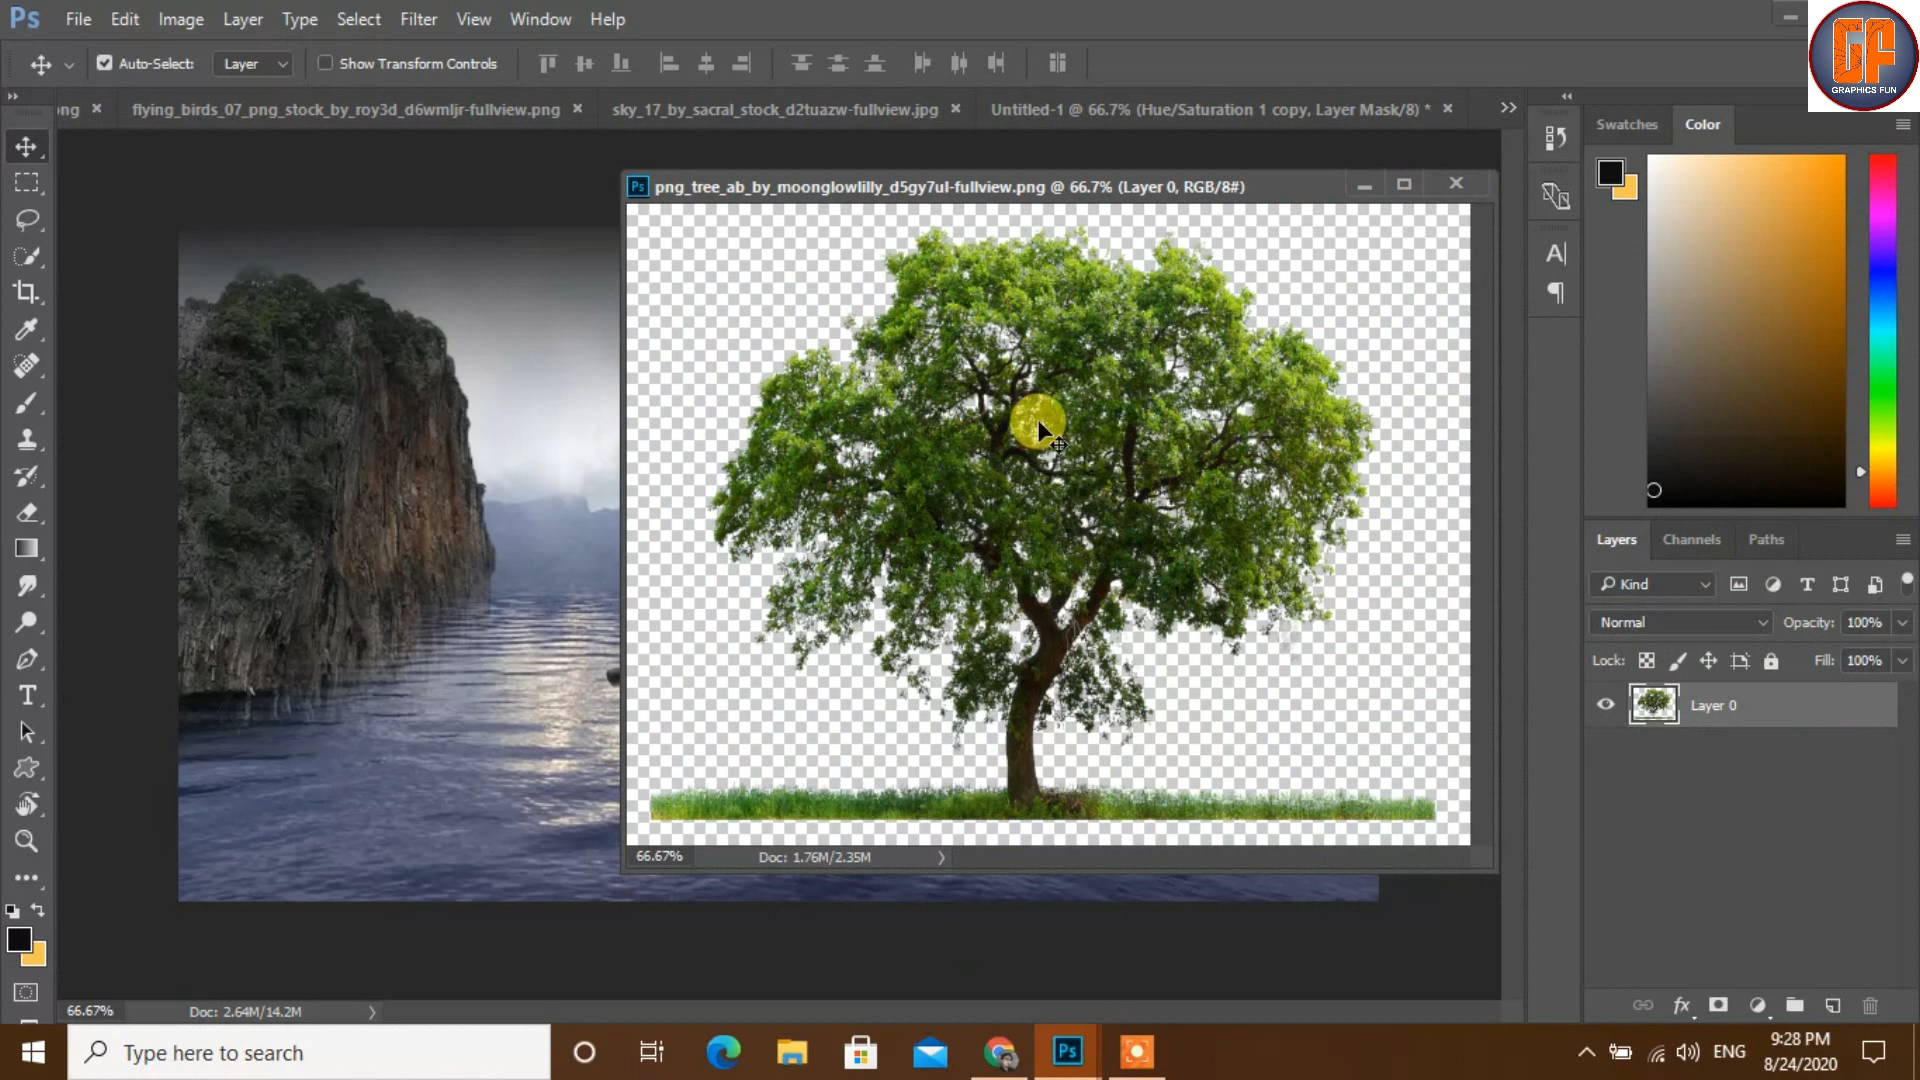 Ps File Edit Image Layer Type Select Filter View Window Help
GF
GRAPHICS FUN
Auto-Select: Layer Show Transform Controls
ng × flying_birds_07_png_stock_by_roy3d_d6wmljr-fullview.png × sky_17_by_sacral_stock_d2tuazw-fullview.jpg × Untitled-1 @ 66.7% (Hue/Saturation 1 copy, Layer Mask/8) * ×
Swatches Color
Ps png_tree_ab_by_moonglowlilly_d5gy7ul-fullview.png @ 66.7% (Layer 0, RGB/8#)
Layers Channels Paths
Kind
Normal Opacity: 100%
Lock: Fill: 100%
Layer 0
66.67% Doc: 1.76M/2.35M
66.67% Doc: 2.64M/14.2M
fx
Type here to search
Ps
ENG
9:28 PM
8/24/2020